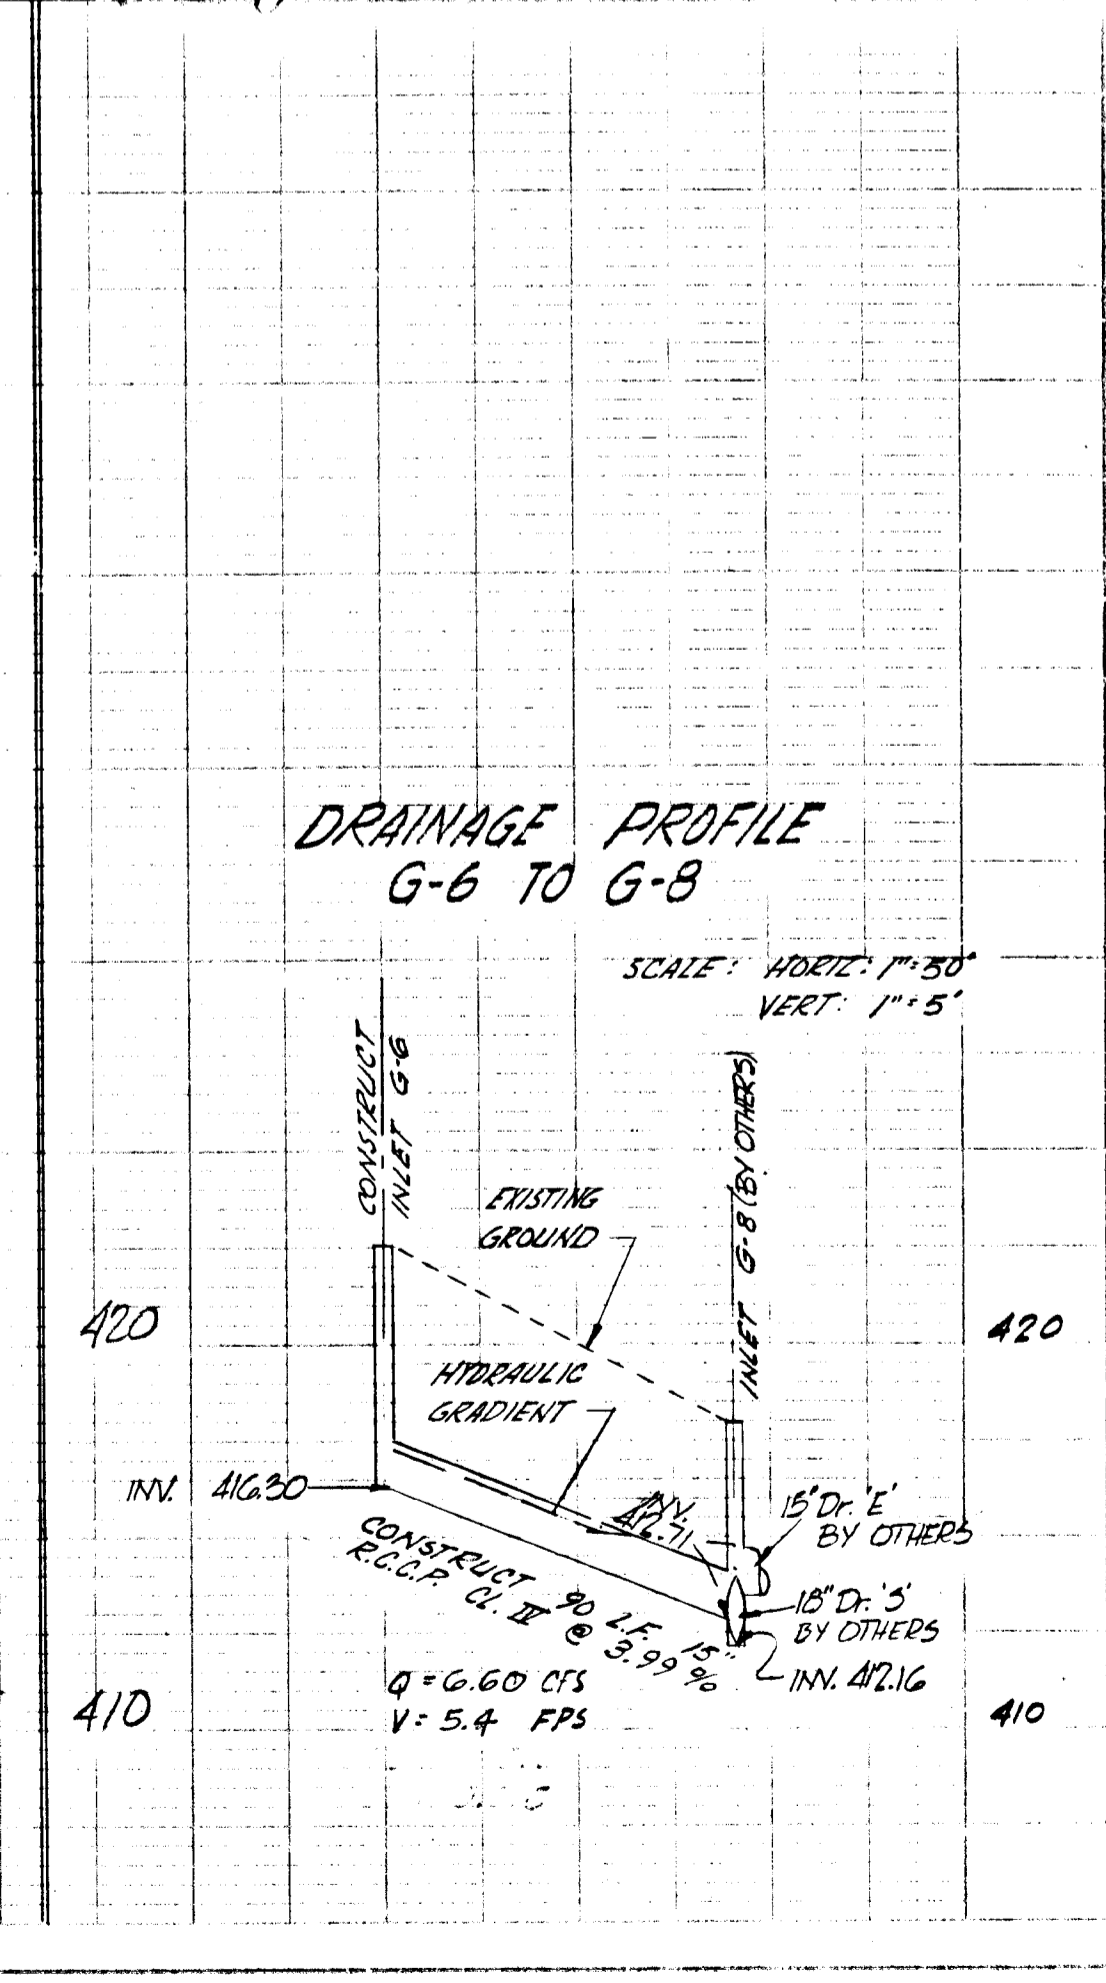 DRAINAGE PROFILE
G-6 TO G-8
SCALE: HORIZ: 1"=50'
VERT: 1"=5'
CONSTRUCT
INLET G-6
INLET G-8 (BY OTHERS)
EXISTING
GROUND
420
420
HYDRAULIC
GRADIENT
INV. 416.30
INV.
412.71
15" Dr. 'E'
BY OTHERS
CONSTRUCT 90 L.F. 15"
R.C.C.P. CL. IV @ 3.99 %
18" Dr. 'S'
BY OTHERS
INV. 412.16
Q = 6.60 CFS
V = 5.4 FPS
410
410